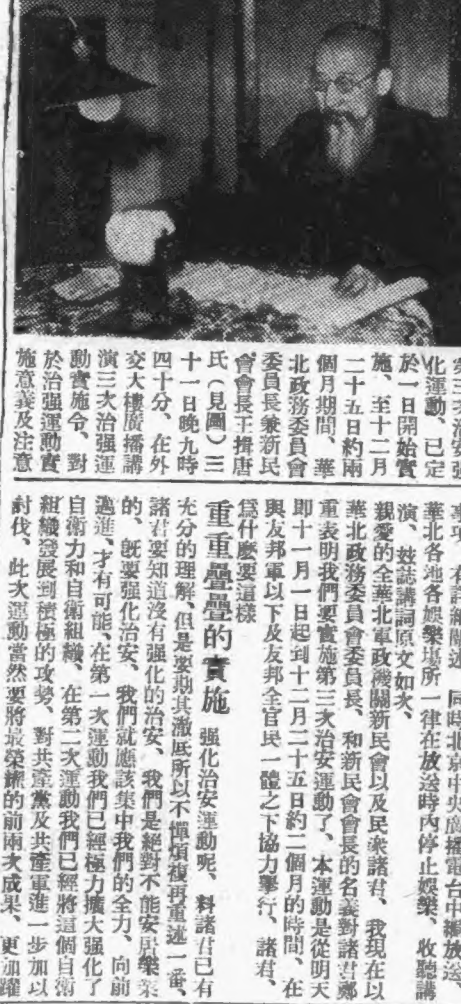 第三次治安强
化運動、已定
於一日開始實
施、至十二月
二十五日約兩
個月期間、華
北政務委員會
委員長兼新民
會會長王揖唐
氏(見圖)三
十一日晚九時
四十分、在外
交大樓廣播講
演三次治强運
動實施令、對
於治强運動實
施意義及注意
事項、有詳細闡述、同時北京中央廣播電台中繼放送、
華北各地各娛樂場所一律在放送時內停止娛樂、收聽講
演、玆誌講詞原文如次、
親愛的全華北軍政機關新民會以及民衆諸君、我現在以
華北政務委員會委員長、和新民會會長的名義對諸君鄭
重表明我們要實施第三次治安運動了、本運動是從明天
即十一月一日起到十二月二十五日約二個月的時間、在
與友邦軍以下及友邦全官民一體之下協力擧行、諸君、
爲什麽要這樣
重重疊疊的實施 强化治安運動呢、料諸君已有
充分的理解、但是要期其澈底所以不憚煩複再重述一番、
諸君要知道沒有强化的治安、我們是絕對不能安居樂業
的、旣要强化治安、我們就應該集中我們的全力、向前
邁進、才有可能、在第一次運動我們已經極力擴大强化了
自衛力和自衛組織、在第二次運動我們已經將這個自衛
組織發展到積極的攻勢、對共產黨及共產軍進一步加以
討伐、此次運動當然要將最榮耀的前兩次成果、更加躍